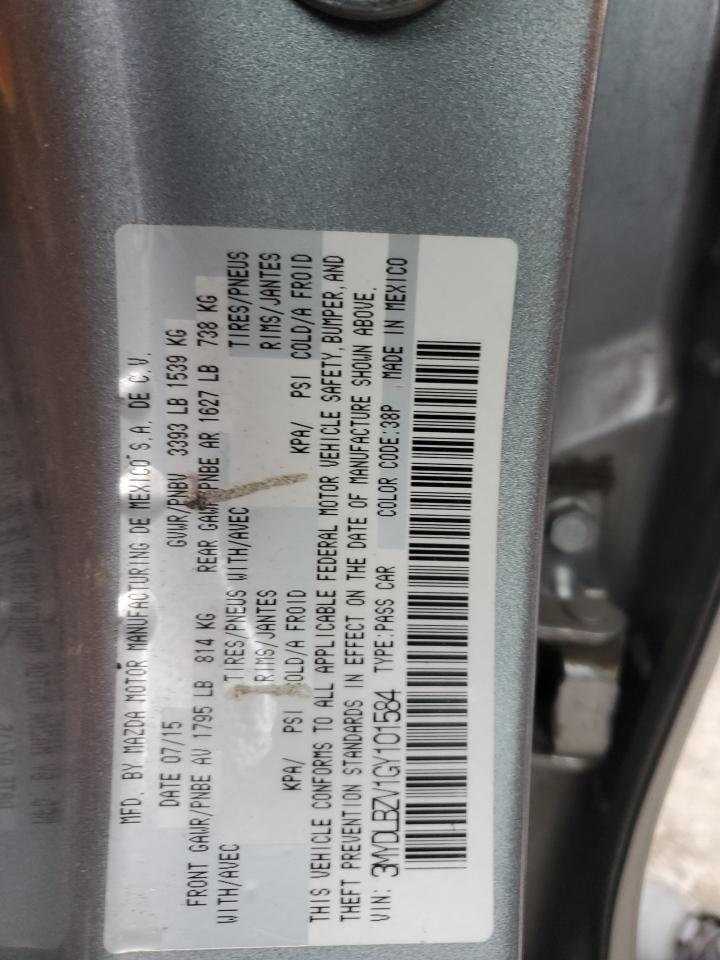 MFD. BY MAZDA MOTOR MANUFACTURING DE MEXICO S.A. DE C.V.
DATE 07/15 GVWR/PNBV 3393 LB 1539 KG
FRONT GAWR/PNBE AV 1795 LB 814 KG REAR GAWR/PNBE AR 1627 LB 738 KG
WITH/AVEC TIRES/PNEUS WITH/AVEC TIRES/PNEUS
RIMS/JANTES RIMS/JANTES
KPA/ PSI COLD/A FROID KPA/ PSI COLD/A FROID
THIS VEHICLE CONFORMS TO ALL APPLICABLE FEDERAL MOTOR VEHICLE SAFETY, BUMPER, AND
THEFT PREVENTION STANDARDS IN EFFECT ON THE DATE OF MANUFACTURE SHOWN ABOVE.
VIN: 3MYDLBZV1GY101584 TYPE:PASS CAR COLOR CODE:38P MADE IN MEXICO